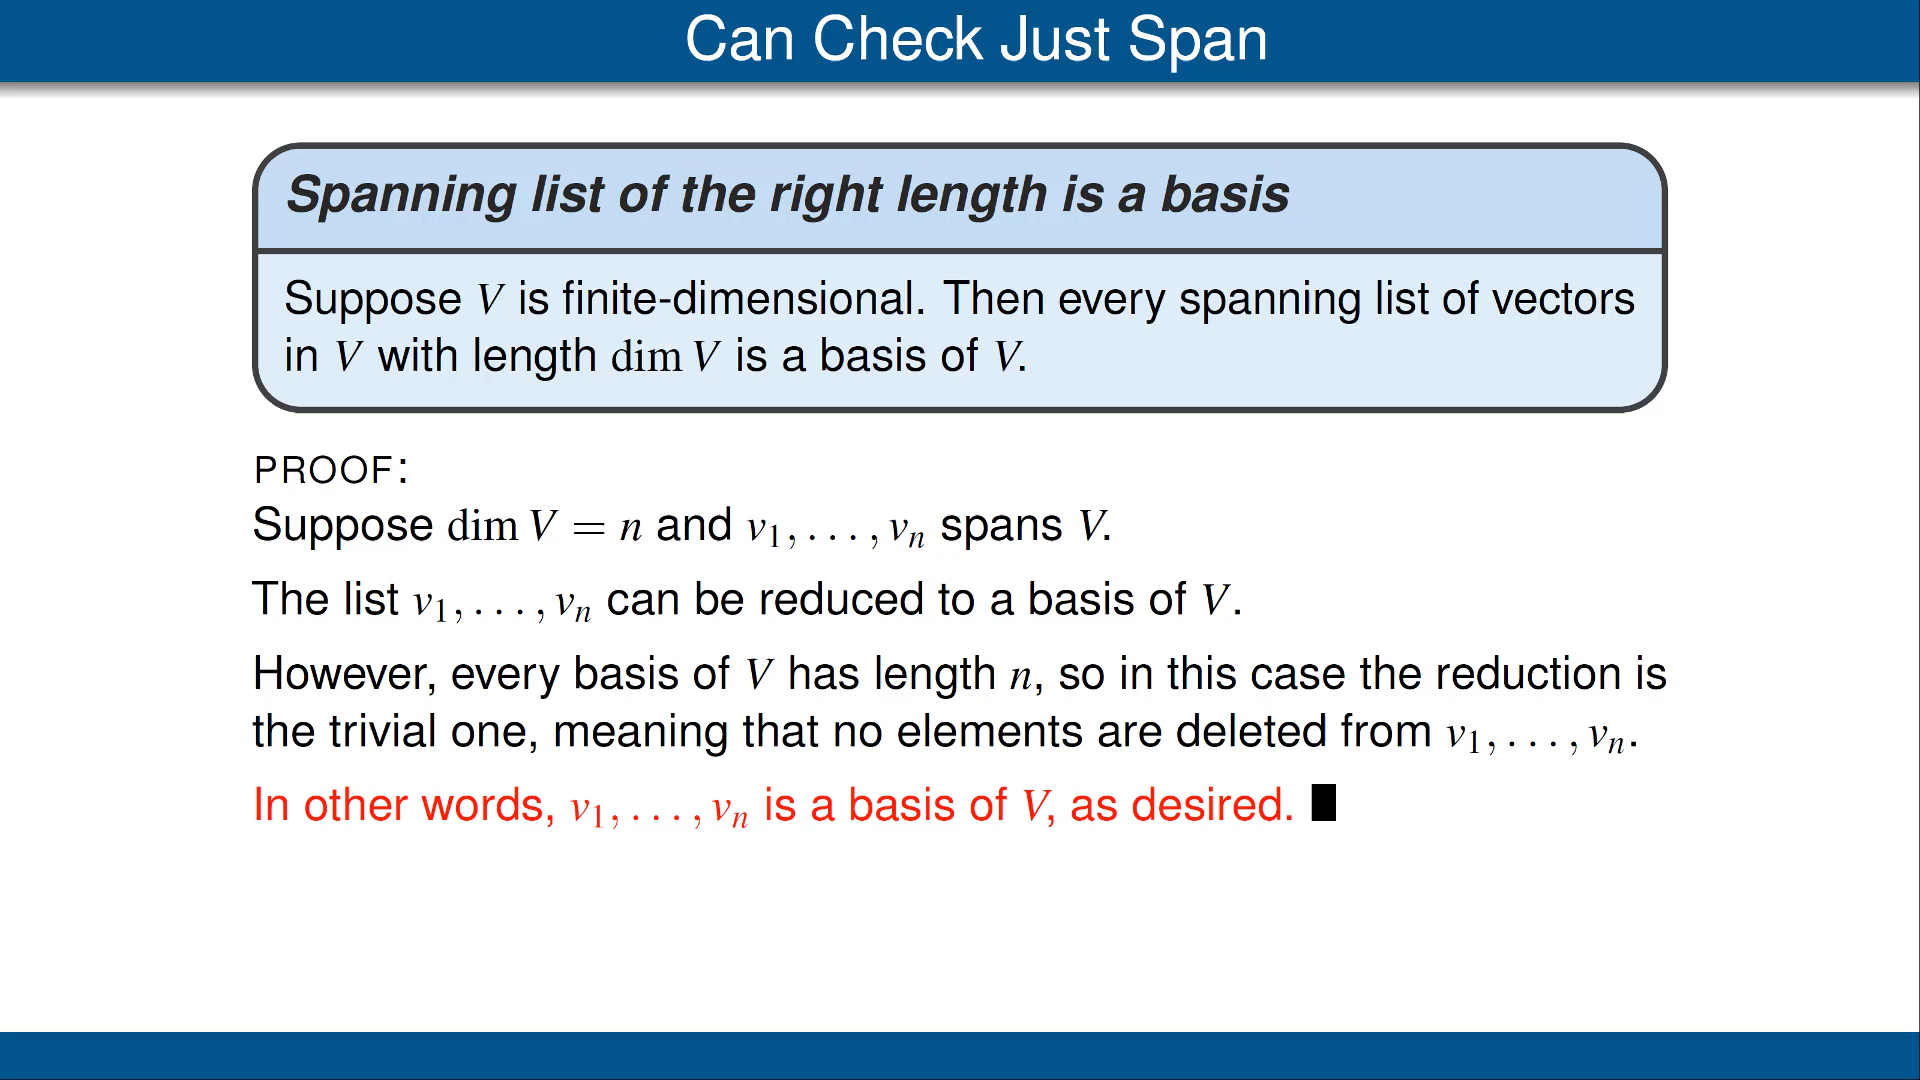 Can Check Just Span
Spanning list of the right length is a basis
Suppose V is finite-dimensional. Then every spanning list of vectors
in V with length dim V is a basis of V.
PROOF:
Suppose dim V = n and v₁, . . . , vₙ spans V.
The list v₁, . . . , vₙ can be reduced to a basis of V.
However, every basis of V has length n, so in this case the reduction is
the trivial one, meaning that no elements are deleted from v₁, . . . , vₙ.
In other words, v₁, . . . , vₙ is a basis of V, as desired. ■